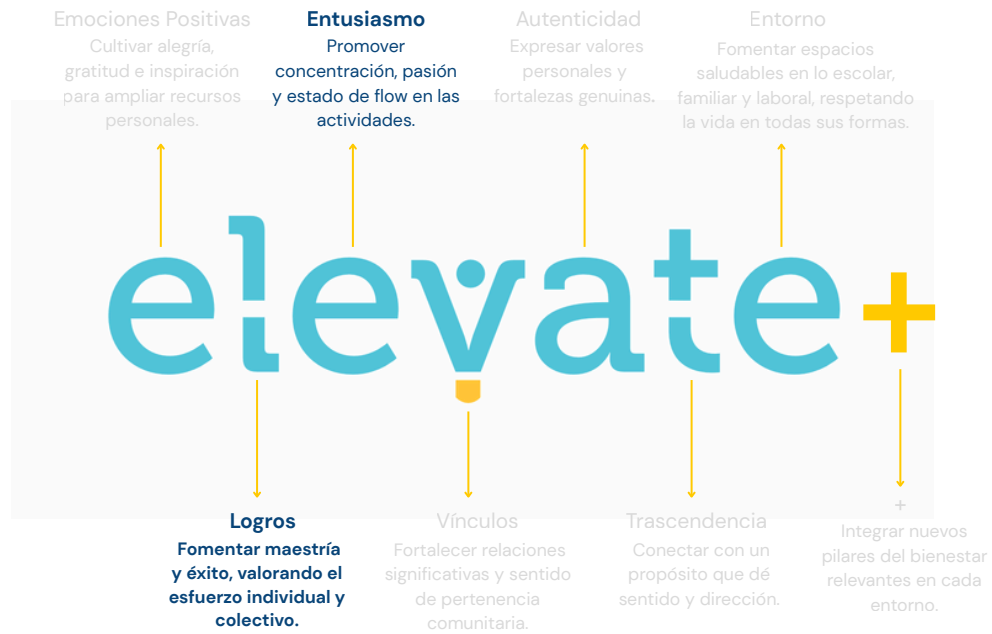 Emociones Positivas
Cultivar alegría,
gratitud e inspiración
para ampliar recursos
personales.
Entusiasmo
Promover
concentración, pasión
y estado de flow en las
actividades.
Autenticidad
Expresar valores
personales y
fortalezas genuinas.
Entorno
Fomentar espacios
saludables en lo escolar,
familiar y laboral, respetando
la vida en todas sus formas.
elevate+
Logros
Fomentar maestría
y éxito, valorando el
esfuerzo individual y
colectivo.
Vínculos
Fortalecer relaciones
significativas y sentido
de pertenencia
comunitaria.
Trascendencia
Conectar con un
propósito que dé
sentido y dirección.
+
Integrar nuevos
pilares del bienestar
relevantes en cada
entorno.